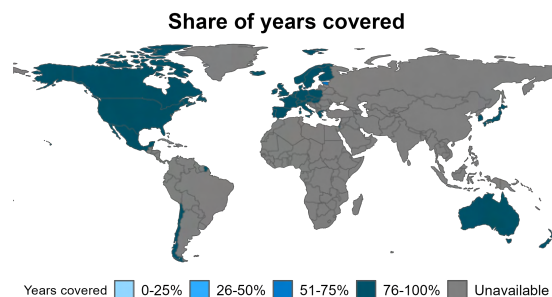 Share of years covered
Years covered 0-25% 26-50% 51-75% 76-100% Unavailable